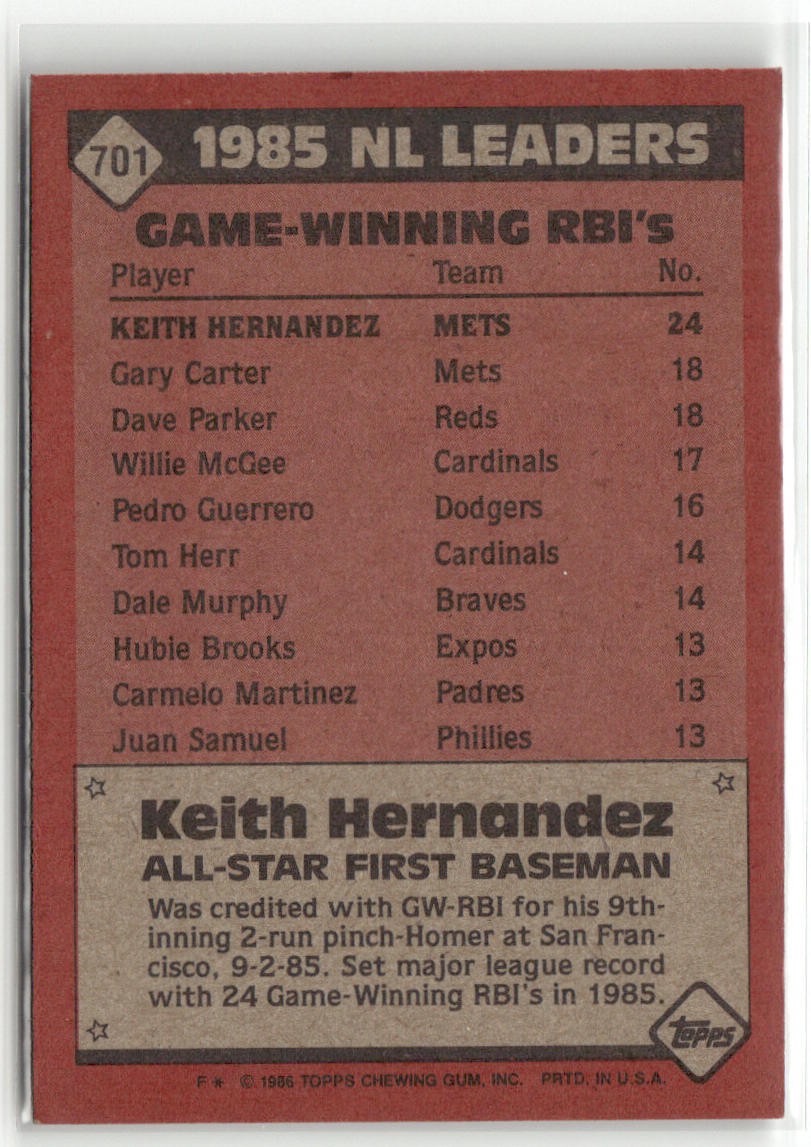 701 1985 NL LEADERS
GAME-WINNING RBI's
Player Team No.
KEITH HERNANDEZ METS 24
Gary Carter Mets 18
Dave Parker Reds 18
Willie McGee Cardinals 17
Pedro Guerrero Dodgers 16
Tom Herr Cardinals 14
Dale Murphy Braves 14
Hubie Brooks Expos 13
Carmelo Martinez Padres 13
Juan Samuel Phillies 13
Keith Hernandez
ALL-STAR FIRST BASEMAN
Was credited with GW-RBI for his 9th-
inning 2-run pinch-Homer at San Fran-
cisco, 9-2-85. Set major league record
with 24 Game-Winning RBI's in 1985.
topps
F * © 1986 TOPPS CHEWING GUM, INC. PRTD. IN U.S.A.